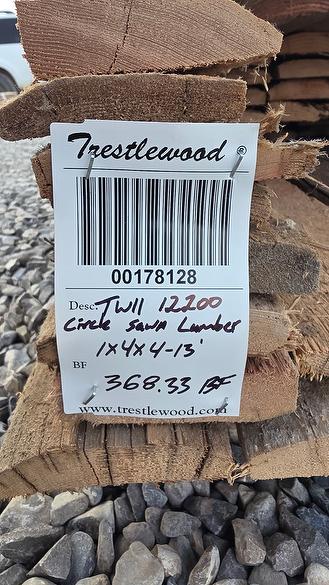 Trestlewood ®
00178128
Desc. TWII 12200
Circle Sawn Lumber
1x4x4-13'
BF
368.33 BF
www.trestlewood.com